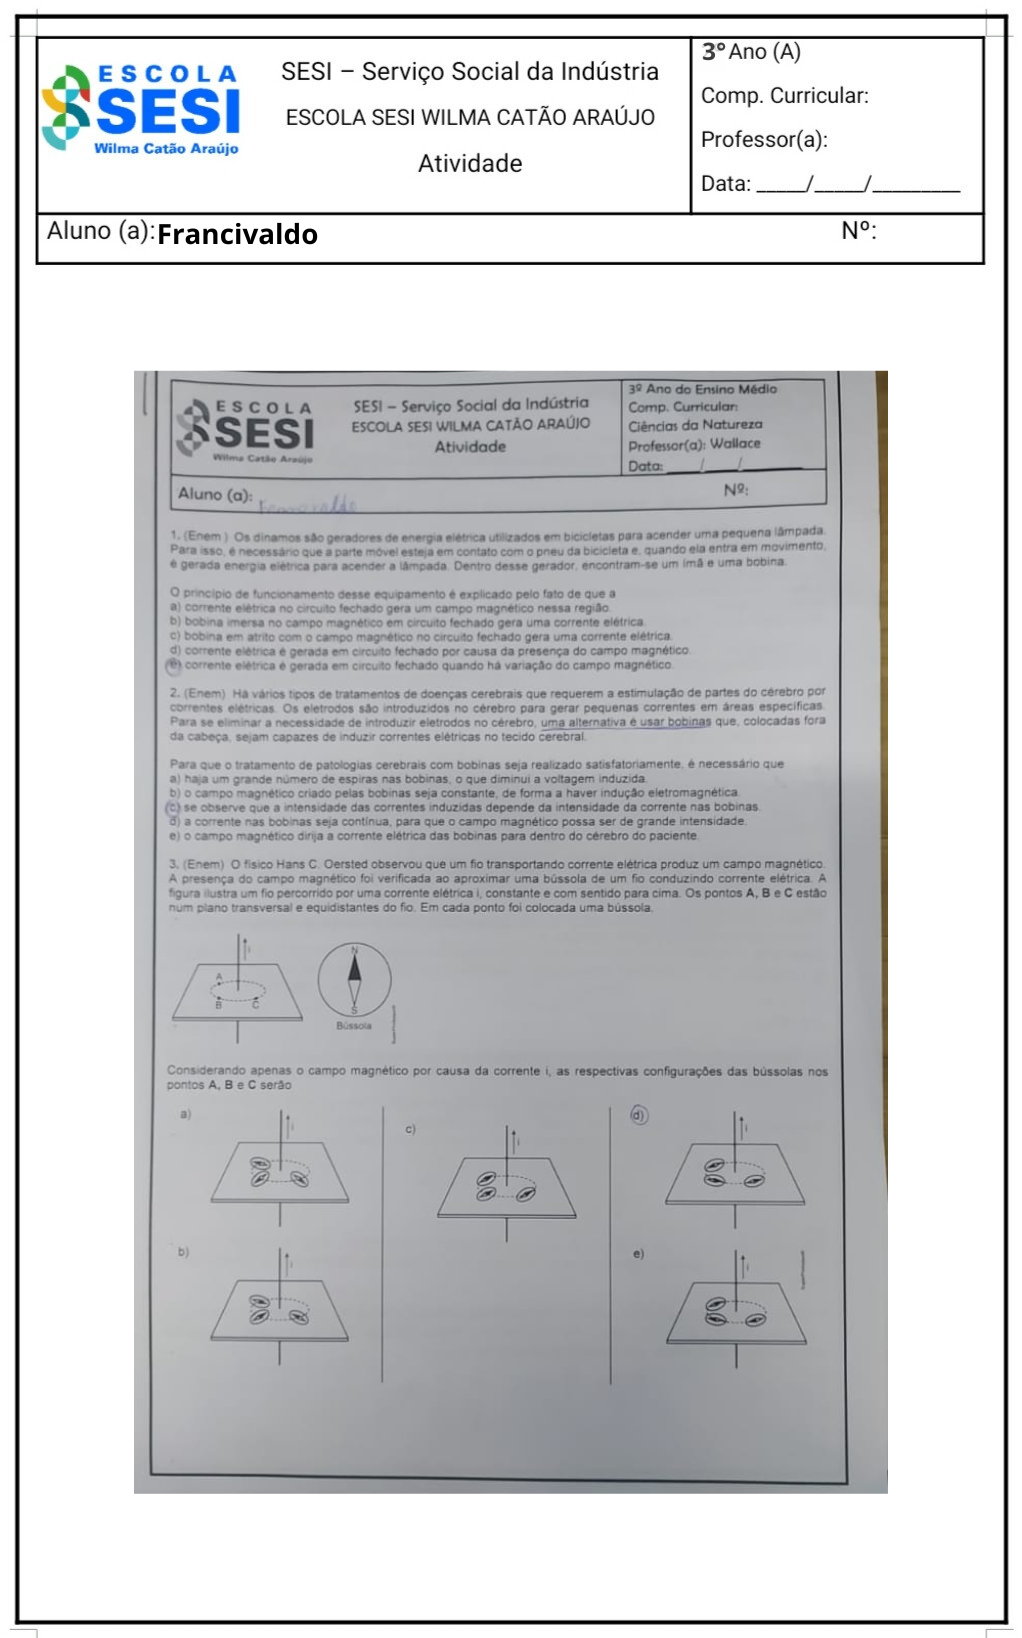 ESCOLA
SESI
Wilma Catão Araújo
SESI – Serviço Social da Indústria
ESCOLA SESI WILMA CATÃO ARAÚJO
Atividade
3º Ano (A)
Comp. Curricular:
Professor(a):
Data: _____/_____/_________
Aluno (a): Francivaldo Nº:
ESCOLA
SESI
Wilma Catão Araújo
SESI – Serviço Social da Indústria
ESCOLA SESI WILMA CATÃO ARAÚJO
Atividade
3º Ano do Ensino Médio
Comp. Curricular:
Ciências da Natureza
Professor(a): Wallace
Data: ____/____/________
Aluno (a): Francivaldo Nº:
1. (Enem ) Os dínamos são geradores de energia elétrica utilizados em bicicletas para acender uma pequena lâmpada.
Para isso, é necessário que a parte móvel esteja em contato com o pneu da bicicleta e, quando ela entra em movimento,
é gerada energia elétrica para acender a lâmpada. Dentro desse gerador, encontram-se um ímã e uma bobina.
O princípio de funcionamento desse equipamento é explicado pelo fato de que a
a) corrente elétrica no circuito fechado gera um campo magnético nessa região.
b) bobina imersa no campo magnético em circuito fechado gera uma corrente elétrica.
c) bobina em atrito com o campo magnético no circuito fechado gera uma corrente elétrica.
d) corrente elétrica é gerada em circuito fechado por causa da presença do campo magnético.
e) corrente elétrica é gerada em circuito fechado quando há variação do campo magnético.
2. (Enem) Há vários tipos de tratamentos de doenças cerebrais que requerem a estimulação de partes do cérebro por
correntes elétricas. Os eletrodos são introduzidos no cérebro para gerar pequenas correntes em áreas específicas.
Para se eliminar a necessidade de introduzir eletrodos no cérebro, uma alternativa é usar bobinas que, colocadas fora
da cabeça, sejam capazes de induzir correntes elétricas no tecido cerebral.
Para que o tratamento de patologias cerebrais com bobinas seja realizado satisfatoriamente, é necessário que
a) haja um grande número de espiras nas bobinas, o que diminui a voltagem induzida.
b) o campo magnético criado pelas bobinas seja constante, de forma a haver indução eletromagnética.
c) se observe que a intensidade das correntes induzidas depende da intensidade da corrente nas bobinas.
d) a corrente nas bobinas seja contínua, para que o campo magnético possa ser de grande intensidade.
e) o campo magnético dirija a corrente elétrica das bobinas para dentro do cérebro do paciente.
3. (Enem) O físico Hans C. Oersted observou que um fio transportando corrente elétrica produz um campo magnético.
A presença do campo magnético foi verificada ao aproximar uma bússola de um fio conduzindo corrente elétrica. A
figura ilustra um fio percorrido por uma corrente elétrica i, constante e com sentido para cima. Os pontos A, B e C estão
num plano transversal e equidistantes do fio. Em cada ponto foi colocada uma bússola.
i
A
B C
N
S
Bússola
Considerando apenas o campo magnético por causa da corrente i, as respectivas configurações das bússolas nos
pontos A, B e C serão
a)
i
c)
i
d)
i
b)
i
e)
i